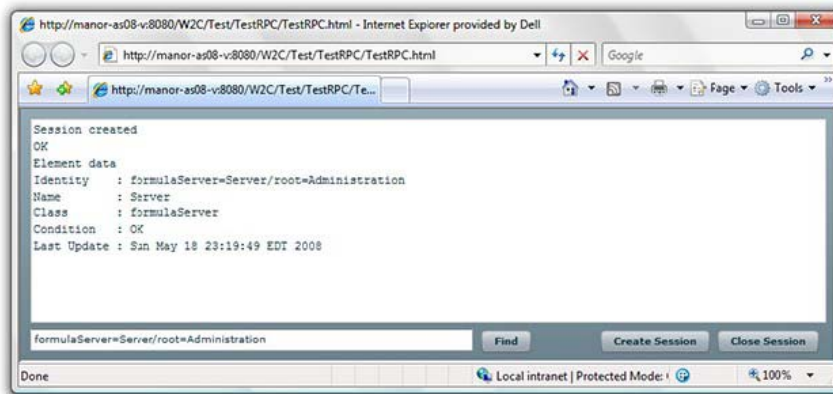 http://manor-as08-v:8080/W2C/Test/TestRPC/TestRPC.html - Internet Explorer provided by Dell
http://manor-as08-v:8080/W2C/Test/TestRPC/TestRPC.html
Google
http://manor-as08-v:8080/W2C/Test/TestRPC/Te...
Page Tools
Session created
OK
Element data
Identity : formulaServer=Server/root=Administration
Name : Server
Class : formulaServer
Condition : OK
Last Update : Sun May 18 23:19:49 EDT 2008
formulaServer=Server/root=Administration
Find Create Session Close Session
Done
Local intranet | Protected Mode:
100%